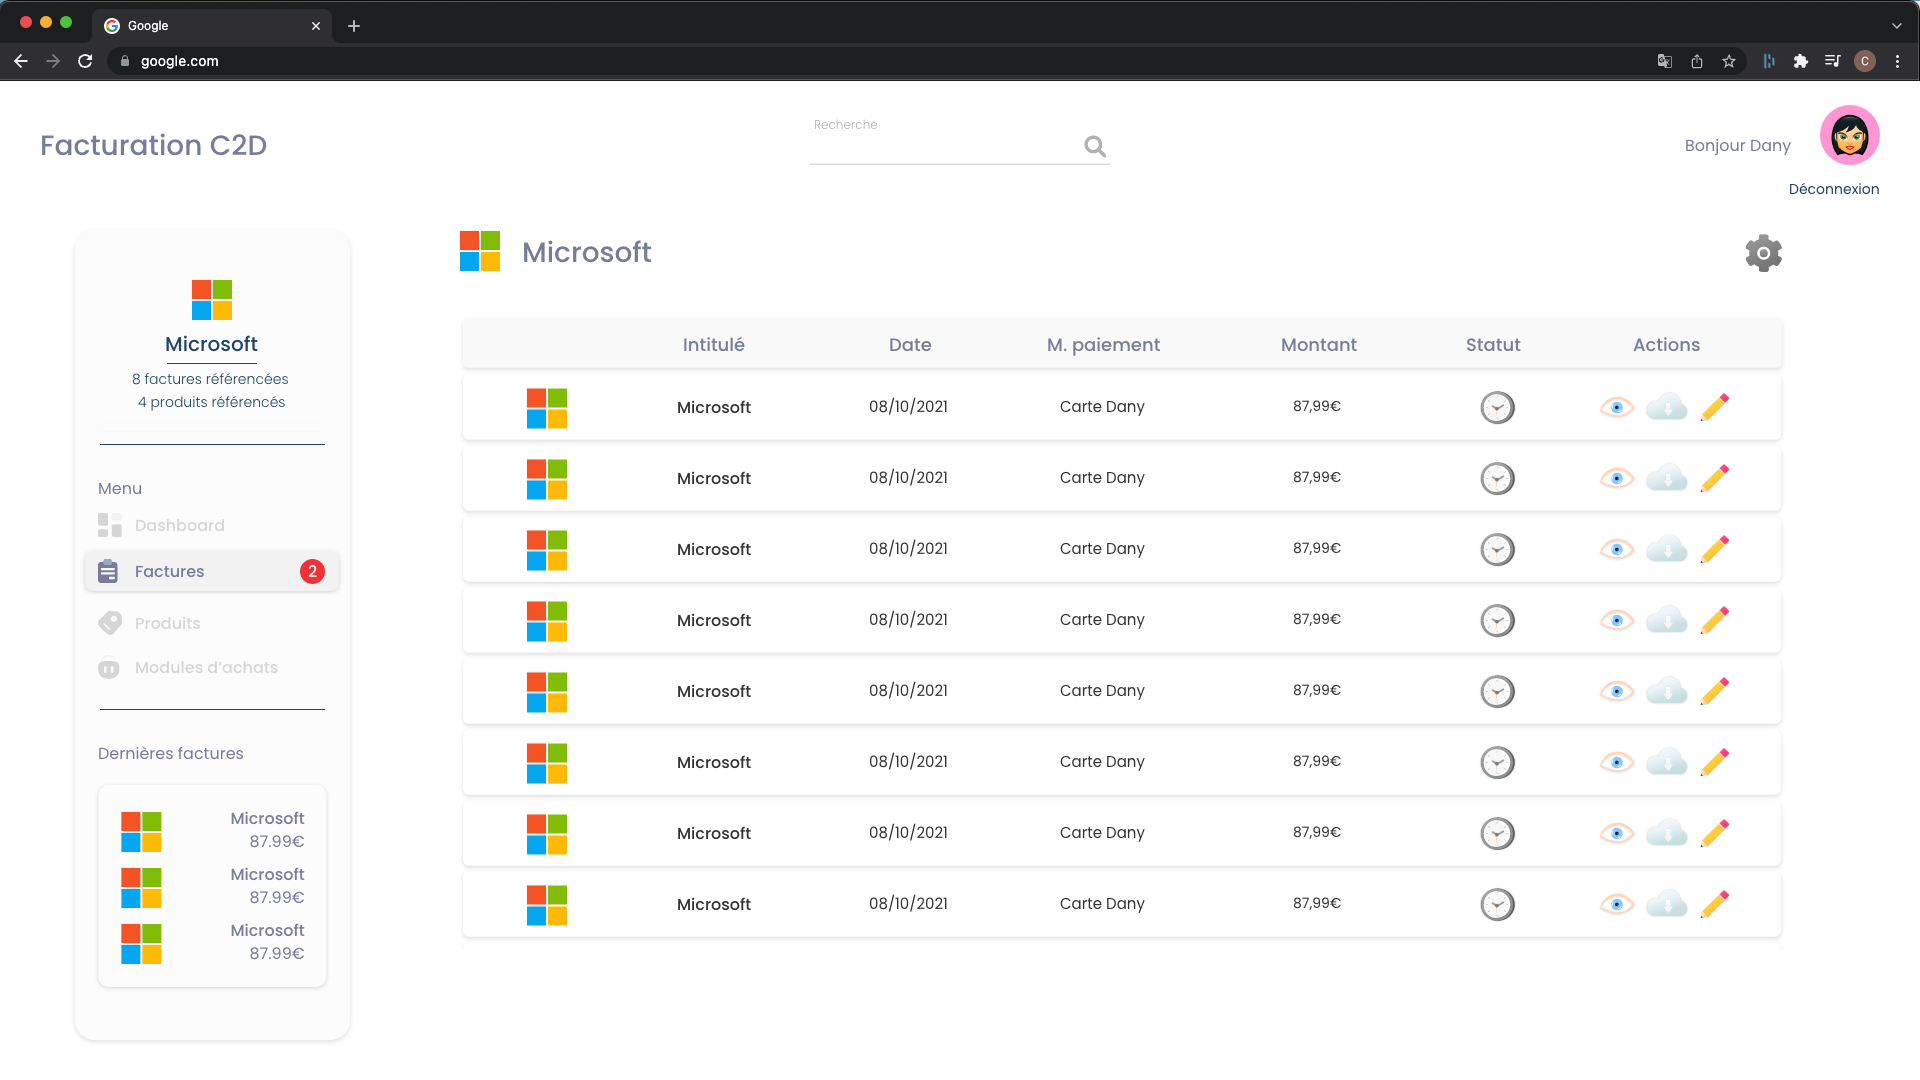 Google
google.com
C
Facturation C2D
Recherche
Bonjour Dany
Déconnexion
Microsoft
8 factures référencées
4 produits référencés
Menu
Dashboard
Factures 2
Produits
Modules d’achats
Dernières factures
Microsoft
87.99€
Microsoft
87.99€
Microsoft
87.99€
Microsoft
Intitulé Date M. paiement Montant Statut Actions
Microsoft 08/10/2021 Carte Dany 87,99€
Microsoft 08/10/2021 Carte Dany 87,99€
Microsoft 08/10/2021 Carte Dany 87,99€
Microsoft 08/10/2021 Carte Dany 87,99€
Microsoft 08/10/2021 Carte Dany 87,99€
Microsoft 08/10/2021 Carte Dany 87,99€
Microsoft 08/10/2021 Carte Dany 87,99€
Microsoft 08/10/2021 Carte Dany 87,99€